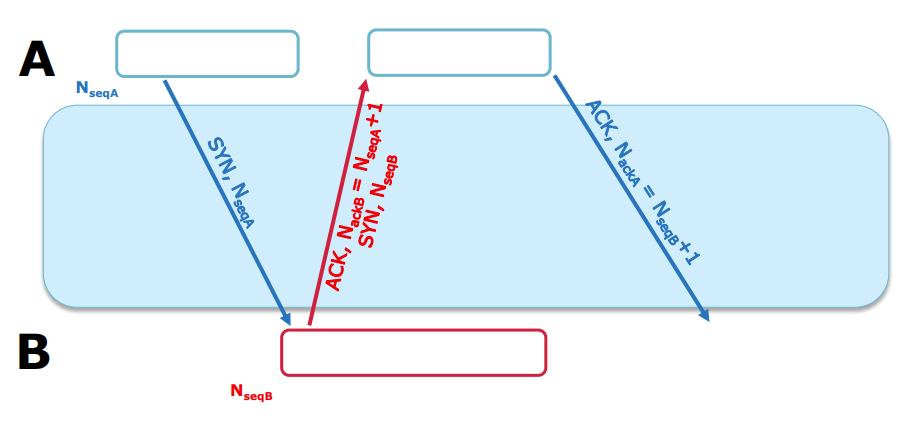 A
NseqA
SYN, NseqA
ACK, NackB = NseqA+1
SYN, NseqB
ACK, NackA = NseqB+1
B
NseqB